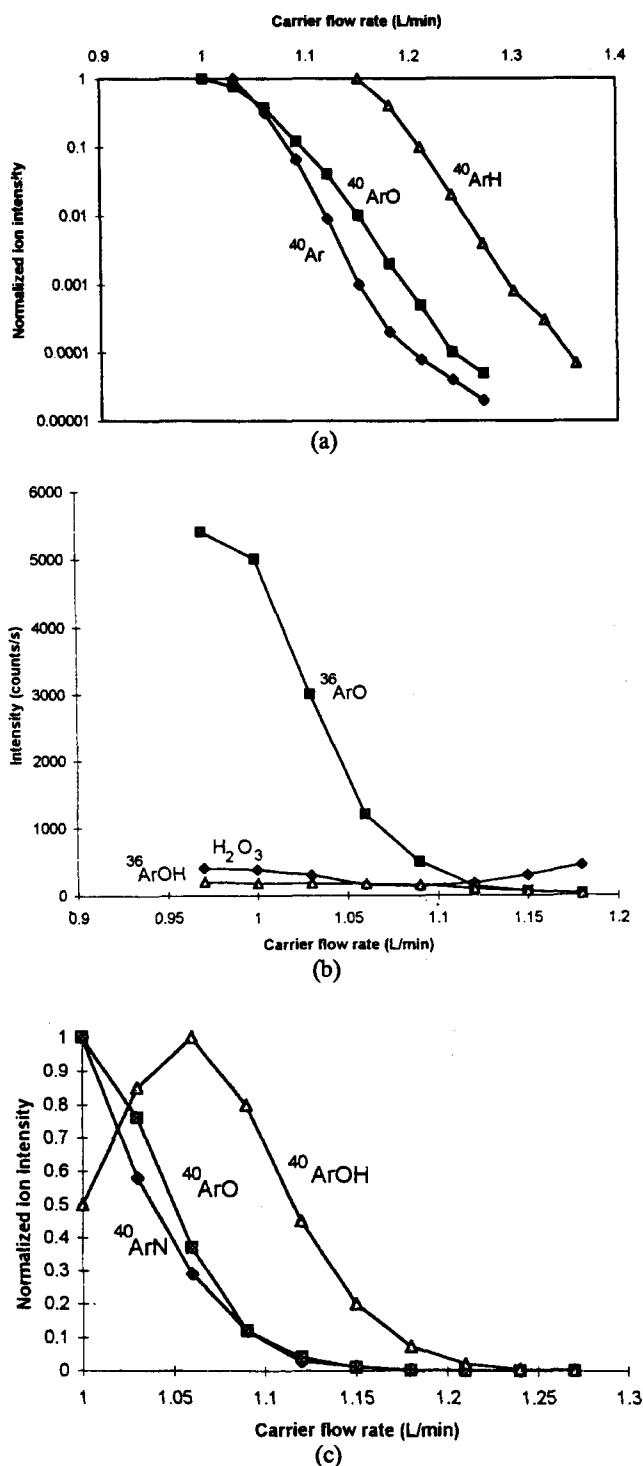 Carrier flow rate (L/min)
0.9 1 1.1 1.2 1.3 1.4
1
0.1
0.01
0.001
0.0001
0.00001
Normalized ion intensity
40ArH
40ArO
40Ar
(a)
6000
5000
4000
3000
2000
1000
0
Intensity (counts/s)
36ArO
H2O3
36ArOH
0.9 0.95 1 1.05 1.1 1.15 1.2
Carrier flow rate (L/min)
(b)
1
0.9
0.8
0.7
0.6
0.5
0.4
0.3
0.2
0.1
0
Normalized ion intensity
40ArO
40ArOH
40ArN
1 1.05 1.1 1.15 1.2 1.25 1.3
Carrier flow rate (L/min)
(c)